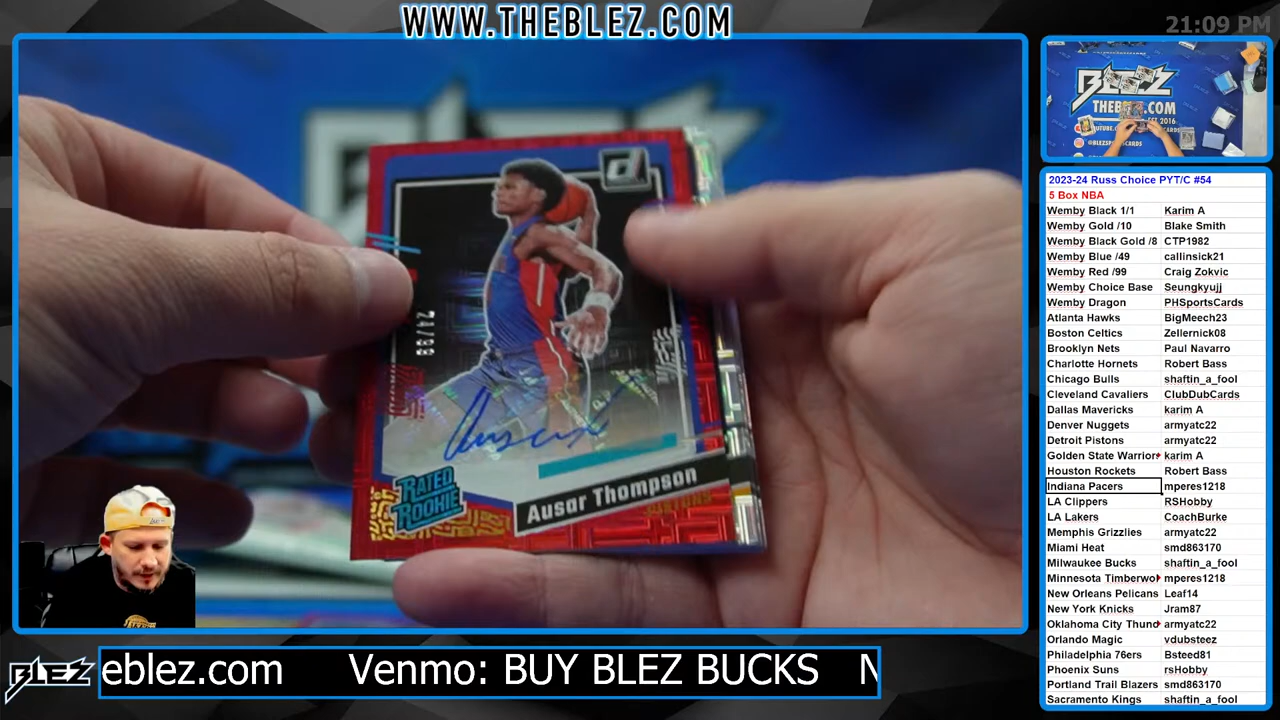 WWW.THEBLEZ.COM
21:09 PM
BLEZ
THEBLEZ.COM
2023-24 Russ Choice PYT/C #54
5 Box NBA
Wemby Black 1/1 Karim A
Wemby Gold /10 Blake Smith
Wemby Black Gold /8 CTP1982
Wemby Blue /49 callinsick21
Wemby Red /99 Craig Zokvic
Wemby Choice Base Seungkyujj
Wemby Dragon PHSportsCards
Atlanta Hawks BigMeech23
Boston Celtics Zellernick08
Brooklyn Nets Paul Navarro
Charlotte Hornets Robert Bass
Chicago Bulls shaftin_a_fool
Cleveland Cavaliers ClubDubCards
Dallas Mavericks karim A
Denver Nuggets armyatc22
Detroit Pistons armyatc22
Golden State Warrior karim A
Houston Rockets Robert Bass
Indiana Pacers mperes1218
LA Clippers RSHobby
LA Lakers CoachBurke
Memphis Grizzlies armyatc22
Miami Heat smd863170
Milwaukee Bucks shaftin_a_fool
Minnesota Timberwol mperes1218
New Orleans Pelicans Leaf14
New York Knicks Jram87
Oklahoma City Thund armyatc22
Orlando Magic vdubsteez
Philadelphia 76ers Bsteed81
Phoenix Suns rsHobby
Portland Trail Blazers smd863170
Sacramento Kings shaftin_a_fool
d
RATED ROOKIE
Ausar Thompson
PISTONS
BLEZ
eblez.com Venmo: BUY BLEZ BUCKS